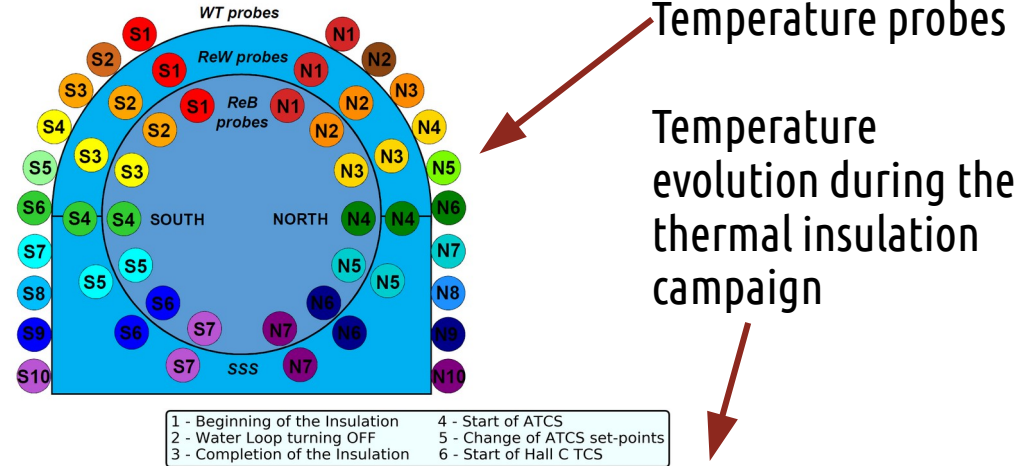 WT probes
S1
N1
S2
N2
ReW probes
S1
N1
S3
N3
S2
ReB
probes
S1
N1
N2
S4
N4
S2
N2
S3
N3
S5
N5
S3
N3
S6
N6
S4
S4
SOUTH
NORTH
N4
N4
S7
N7
S5
N5
S5
N5
S8
N8
S6
N6
S9
N9
S6
N6
S7
N7
S10
N10
S7
SSS
N7
Temperature probes
Temperature
evolution during the
thermal insulation
campaign
1 - Beginning of the Insulation
2 - Water Loop turning OFF
3 - Completion of the Insulation
4 - Start of ATCS
5 - Change of ATCS set-points
6 - Start of Hall C TCS